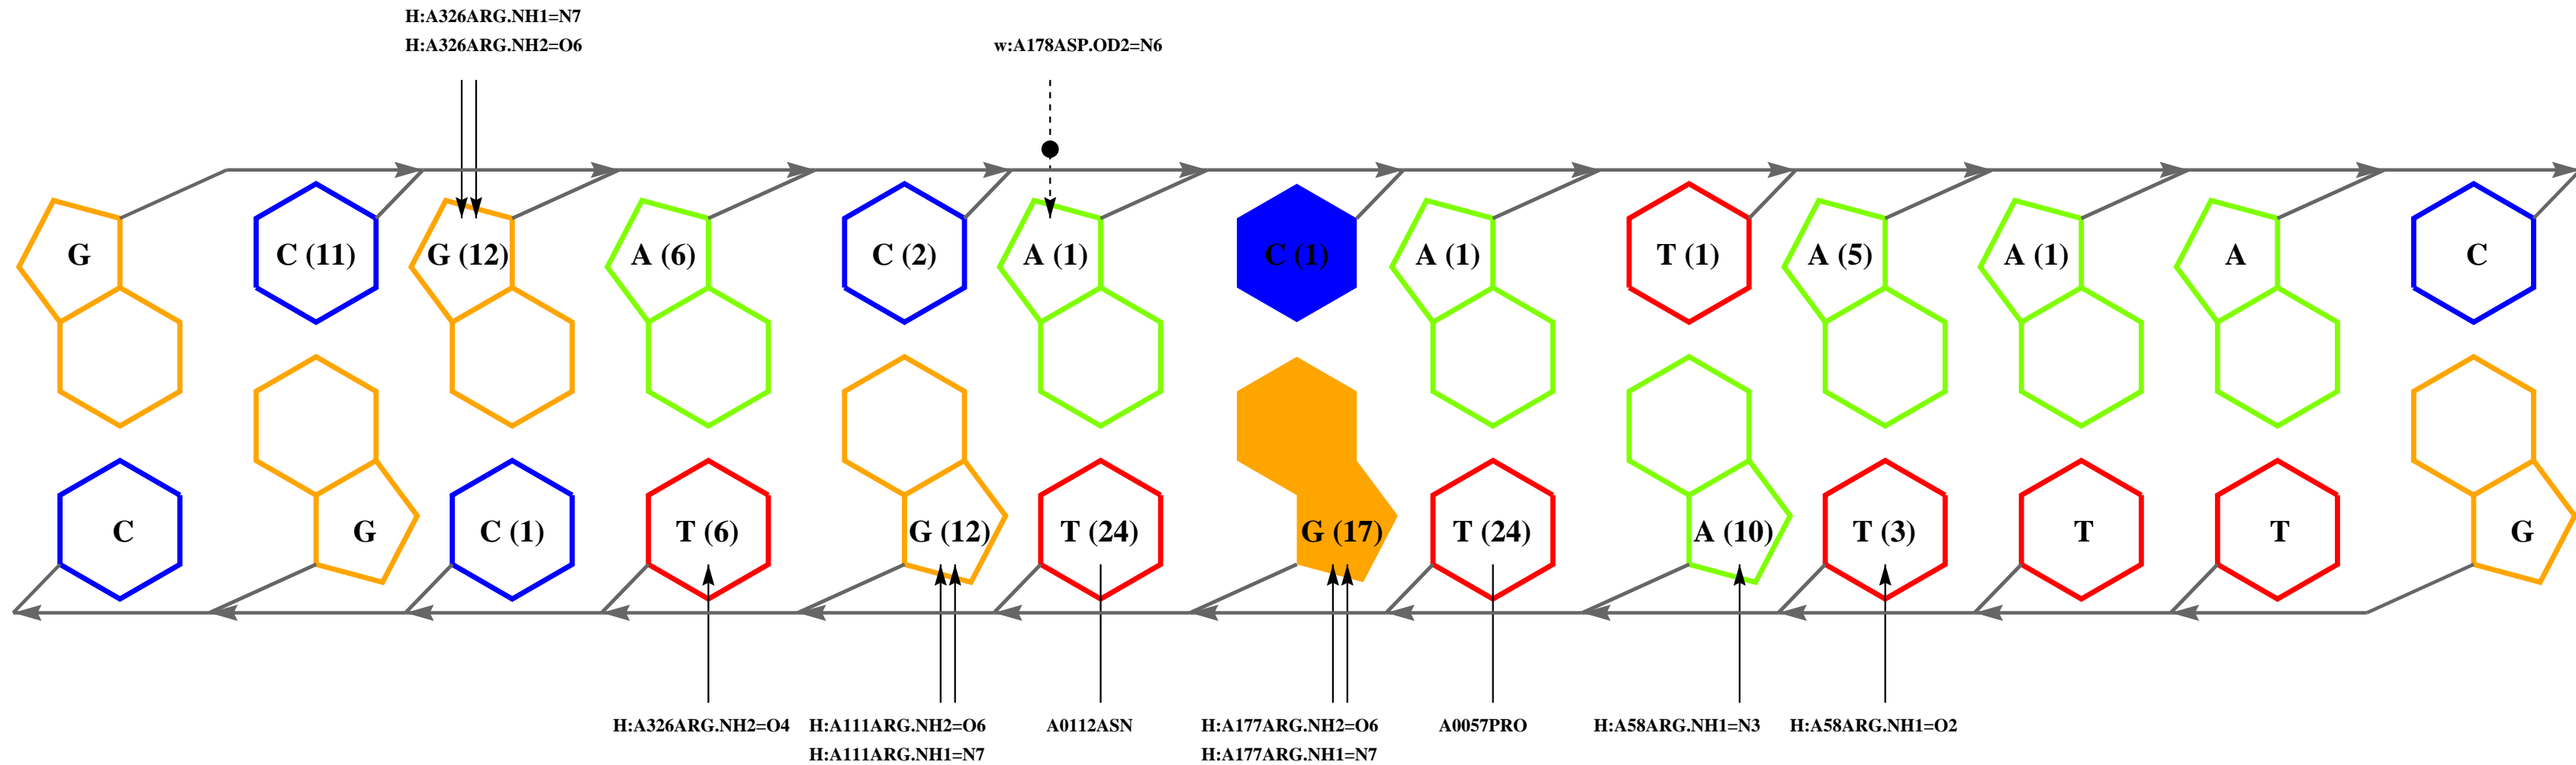 H:A326ARG.NH1=N7
H:A326ARG.NH2=O6
w:A178ASP.OD2=N6
G C (11) G (12) A (6) C (2) A (1) C (1) A (1) T (1) A (5) A (1) A C
C G C (1) T (6) G (12) T (24) G (17) T (24) A (10) T (3) T T G
H:A326ARG.NH2=O4 H:A111ARG.NH2=O6 A0112ASN H:A177ARG.NH2=O6 A0057PRO H:A58ARG.NH1=N3 H:A58ARG.NH1=O2
H:A111ARG.NH1=N7 H:A177ARG.NH1=N7